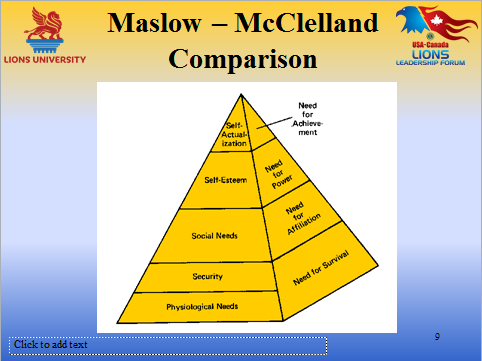 Maslow – McClelland
Comparison
LIONS UNIVERSITY
USA-Canada
LIONS
LEADERSHIP FORUM
Need
for
Achieve-
ment
Self-
Actual-
ization
Need
for
Power
Self-Esteem
Need
for
Affiliation
Social Needs
Need for Survival
Security
Physiological Needs
Click to add text
9